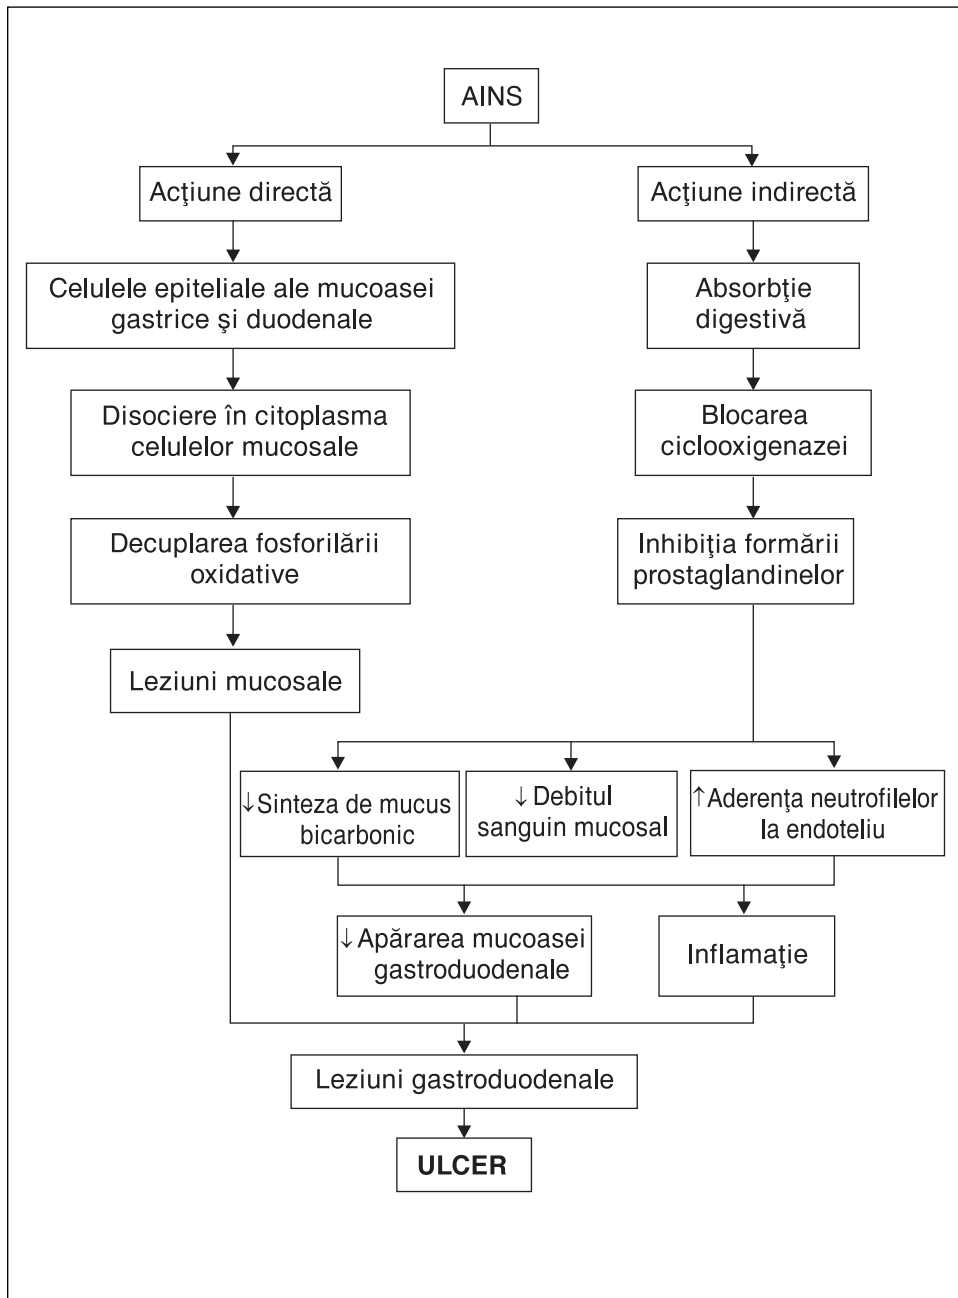 AINS
Acţiune directă
Acţiune indirectă
Celulele epiteliale ale mucoasei
gastrice şi duodenale
Absorbţie
digestivă
Disociere în citoplasma
celulelor mucosale
Blocarea
ciclooxigenazei
Decuplarea fosforilării
oxidative
Inhibiţia formării
prostaglandinelor
Leziuni mucosale
↓Sinteza de mucus
bicarbonic
↓ Debitul
sanguin mucosal
↑Aderenţa neutrofilelor
la endoteliu
↓Apărarea mucoasei
gastroduodenale
Inflamaţie
Leziuni gastroduodenale
ULCER